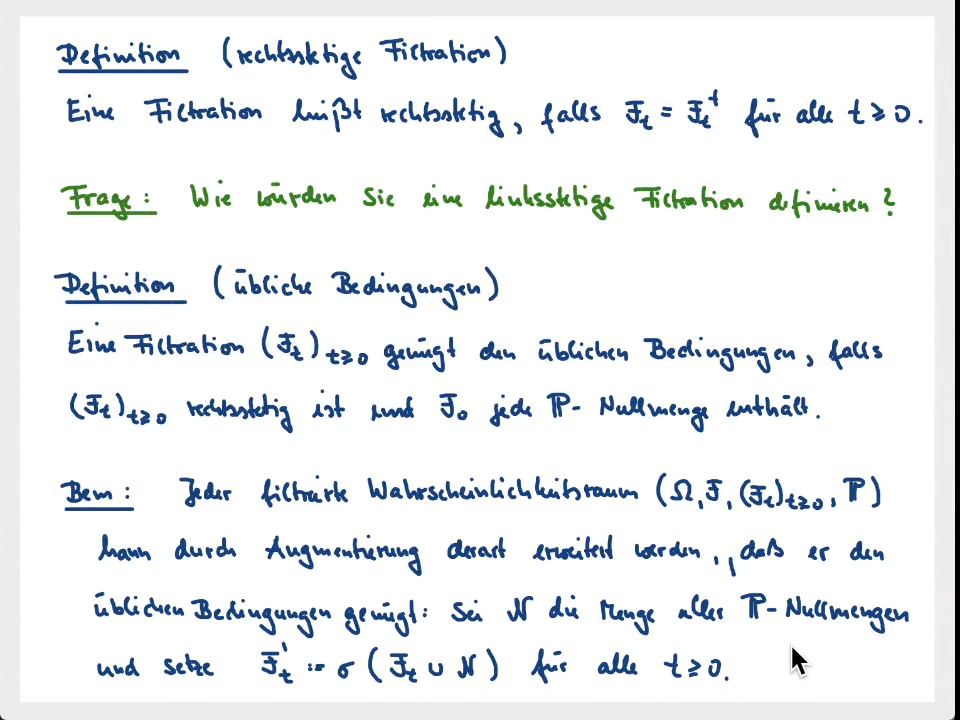 Definition (rechtsstetige Filtration)
Eine Filtration heißt rechtsstetig, falls ℱ_t = ℱ_t^+ für alle t ≥ 0.
Frage: Wie würden Sie eine linksstetige Filtration definieren?
Definition (übliche Bedingungen)
Eine Filtration (ℱ_t)_{t≥0} genügt den üblichen Bedingungen, falls
(ℱ_t)_{t≥0} rechtsstetig ist und ℱ_0 jede ℙ-Nullmenge enthält.
Bem: Jeder filtrierte Wahrscheinlichkeitsraum (Ω, ℱ, (ℱ_t)_{t≥0}, ℙ)
kann durch Augmentierung derart erweitert werden, daß er den
üblichen Bedingungen genügt: Sei 𝒩 die Menge aller ℙ-Nullmengen
und setze ℱ_t' := σ(ℱ_t ∪ 𝒩) für alle t ≥ 0.